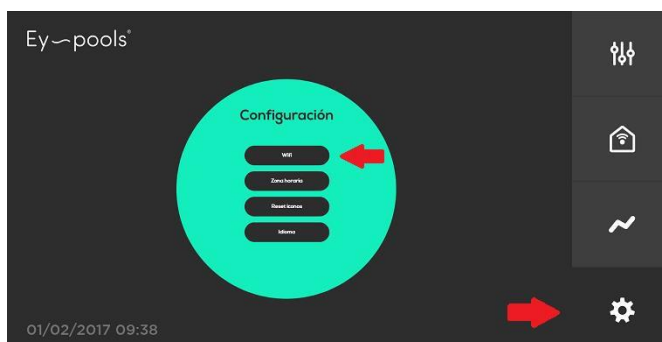 Ey-pools®
Configuración
Wifi
Zona horaria
Reset iconos
Idioma
01/02/2017 09:38